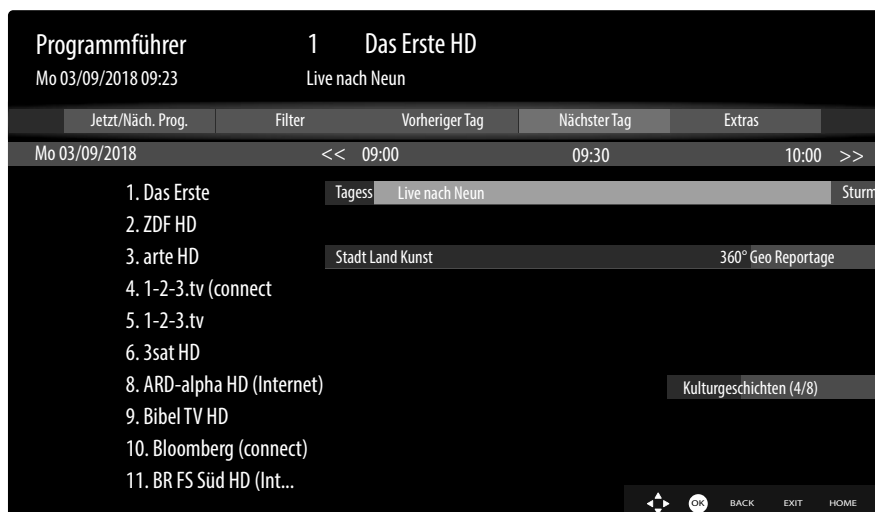 Programmführer 1 Das Erste HD
Mo 03/09/2018 09:23 Live nach Neun
Jetzt/Näch. Prog. Filter Vorheriger Tag Nächster Tag Extras
Mo 03/09/2018 << 09:00 09:30 10:00 >>
1. Das Erste Tagess Live nach Neun Sturm
2. ZDF HD
3. arte HD Stadt Land Kunst 360° Geo Reportage
4. 1-2-3.tv (connect
5. 1-2-3.tv
6. 3sat HD
8. ARD-alpha HD (Internet) Kulturgeschichten (4/8)
9. Bibel TV HD
10. Bloomberg (connect)
11. BR FS Süd HD (Int...
OK BACK EXIT HOME